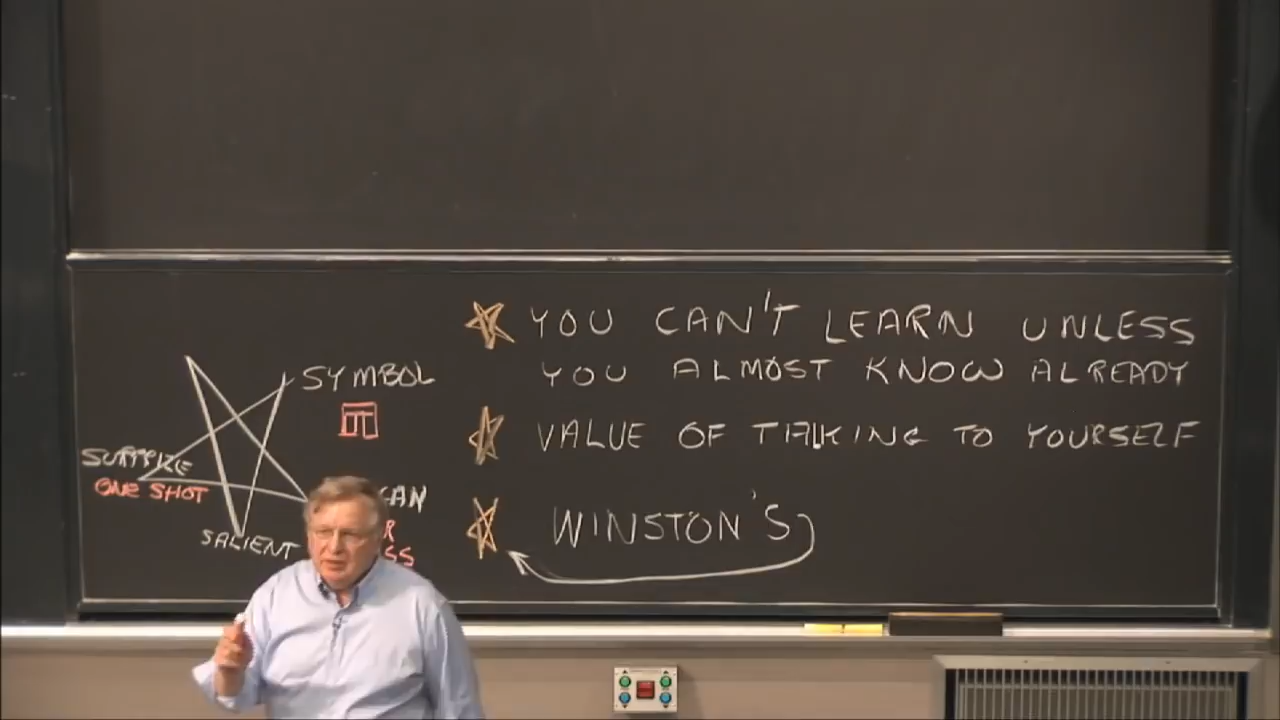 SYMBOL
SURPRIZE
ONE SHOT
SALIENT
☆ YOU CAN'T LEARN UNLESS
YOU ALMOST KNOW ALREADY
☆ VALUE OF TALKING TO YOURSELF
☆ WINSTON'S